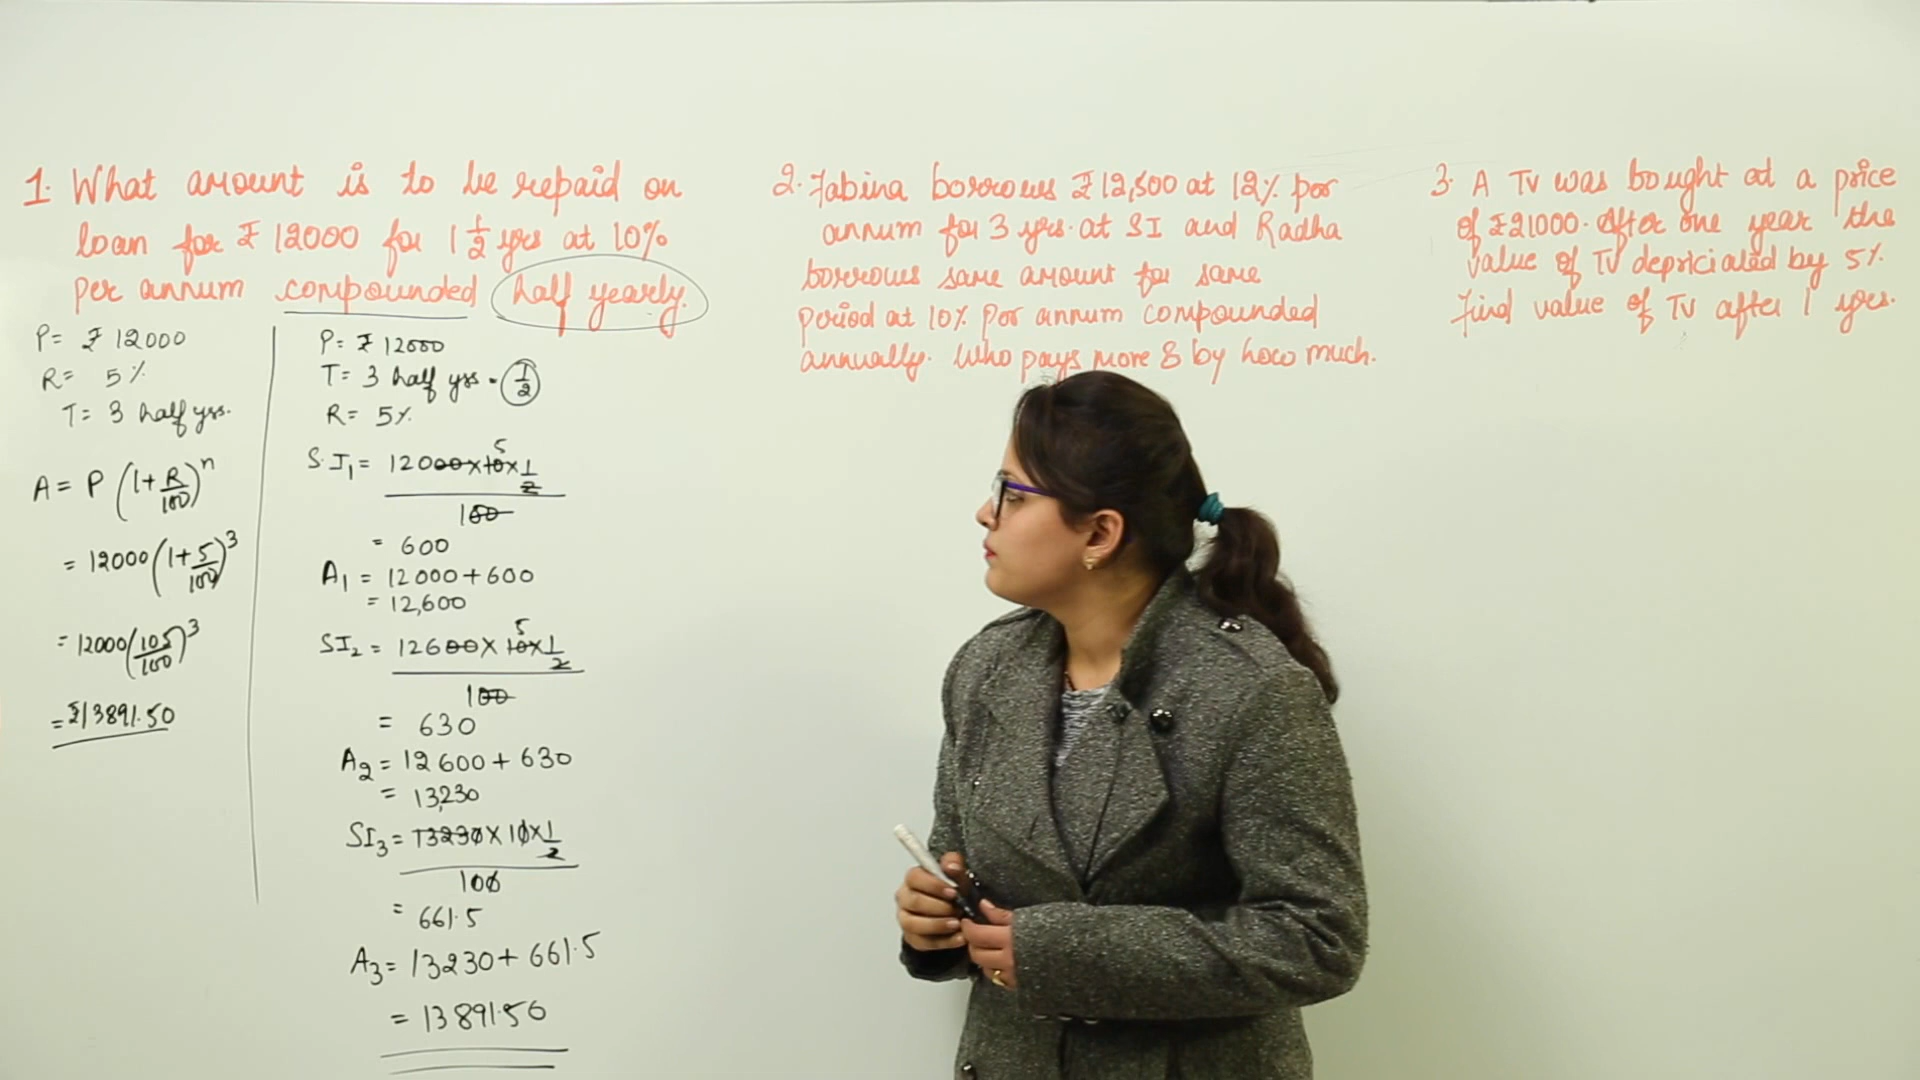 1. What amount is to be repaid on
loan for ₹ 12000 for 1 1/2 yrs at 10%
per annum compounded half yearly.
P= ₹ 12000
R= 5%
T= 3 half yrs.
A= P (1+R/100)^n
= 12000(1+5/100)^3
=12000(105/100)^3
=₹13891.50
P= ₹ 12000
T= 3 half yrs. (1/2)
R= 5%
5
S.I₁= 12000×10×1/2
100
= 600
A₁ = 12000+600
= 12,600
5
SI₂ = 12600× 10×1/2
100
= 630
A₂= 12600+630
= 13,230
SI₃= 13230×10×1/2
100
= 661.5
A₃= 13230+661.5
= 13891.50
2. Fabina borrows ₹12,500 at 12% per
annum for 3 yrs. at SI and Radha
borrows same amount for same
period at 10% per annum compounded
annually. Who pays more & by how much.
3. A TV was bought at a price
of ₹21000. After one year the
value of TV depriciated by 5%.
Find value of TV after 1 yrs.